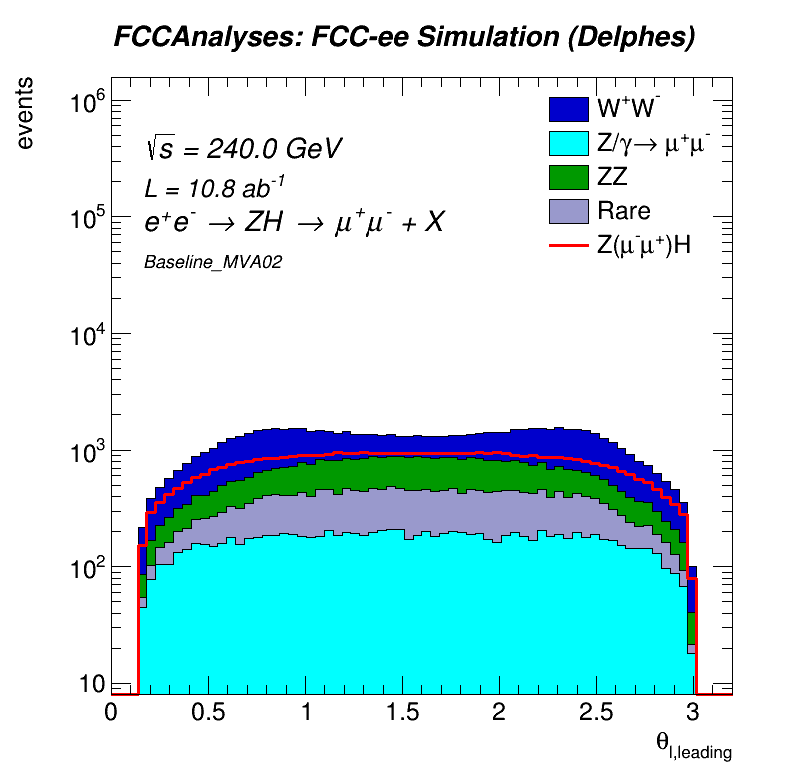 FCCAnalyses: FCC-ee Simulation (Delphes)
events
10⁶
10⁵
10⁴
10³
10²
10
√s = 240.0 GeV
L = 10.8 ab⁻¹
e⁺e⁻ → ZH → μ⁺μ⁻ + X
Baseline_MVA02
W⁺W⁻
Z/γ→ μ⁺μ⁻
ZZ
Rare
Z(μ⁻μ⁺)H
0 0.5 1 1.5 2 2.5 3
θ_l,leading